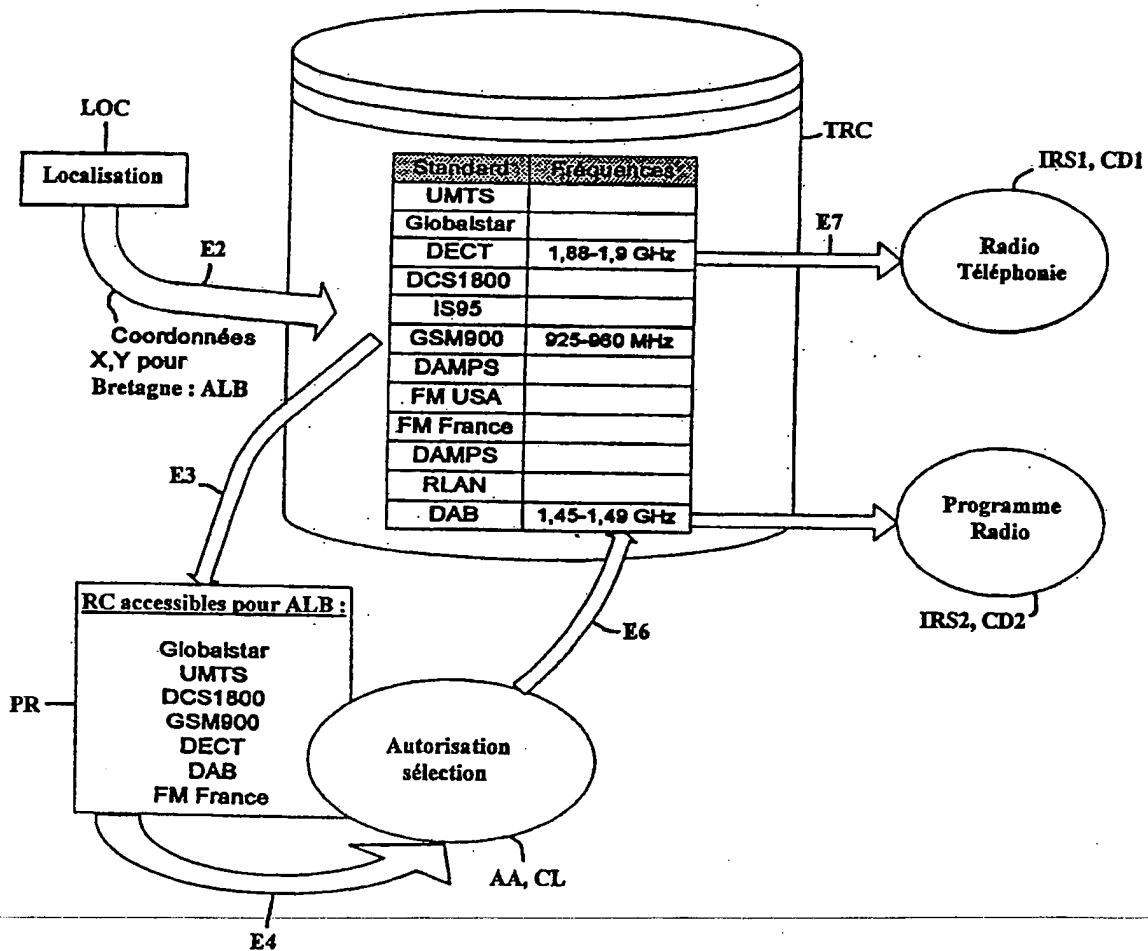 LOC
Localisation
E2
Coordonnées
X,Y pour
Bretagne : ALB
TRC
Standard Fréquences
UMTS
Globalstar
DECT 1,88-1,9 GHz
DCS1800
IS95
GSM900 925-960 MHz
DAMPS
FM USA
FM France
DAMPS
RLAN
DAB 1,45-1,49 GHz
E7
IRS1, CD1
Radio
Téléphonie
Programme
Radio
IRS2, CD2
E3
E6
RC accessibles pour ALB :
Globalstar
UMTS
DCS1800
GSM900
DECT
DAB
FM France
PR
Autorisation
sélection
AA, CL
E4